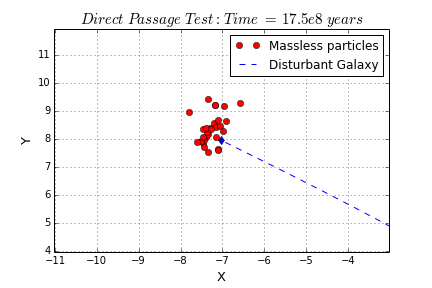 Direct Passage Test : Time = 17.5e8 years
Massless particles
Disturbant Galaxy
11
10
9
8
7
6
5
4
Y
−11 −10 −9 −8 −7 −6 −5 −4
X